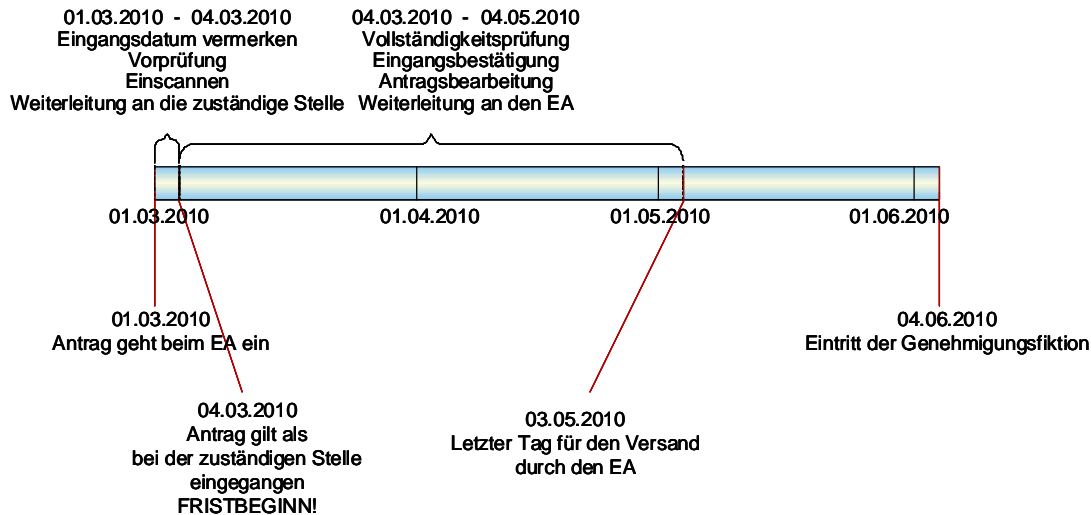 01.03.2010 - 04.03.2010
Eingangsdatum vermerken
Vorprüfung
Einscannen
Weiterleitung an die zuständige Stelle
04.03.2010 - 04.05.2010
Vollständigkeitsprüfung
Eingangsbestätigung
Antragsbearbeitung
Weiterleitung an den EA
01.03.2010
01.04.2010
01.05.2010
01.06.2010
01.03.2010
Antrag geht beim EA ein
04.03.2010
Antrag gilt als
bei der zuständigen Stelle
eingegangen
FRISTBEGINN!
03.05.2010
Letzter Tag für den Versand
durch den EA
04.06.2010
Eintritt der Genehmigungsfiktion